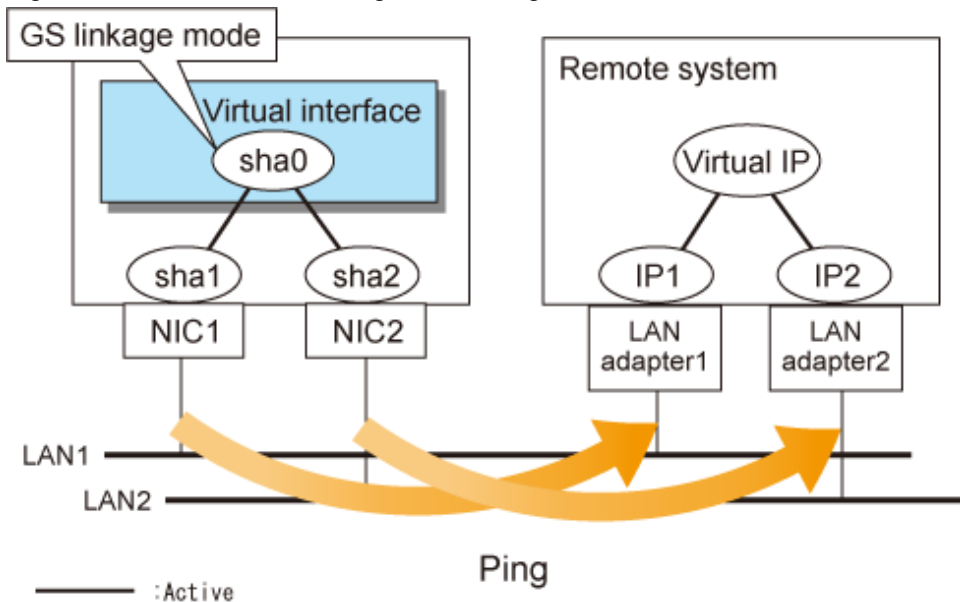 GS linkage mode
Virtual interface
sha0
sha1
sha2
NIC1
NIC2
Remote system
Virtual IP
IP1
IP2
LAN
adapter1
LAN
adapter2
LAN1
LAN2
Ping
:Active